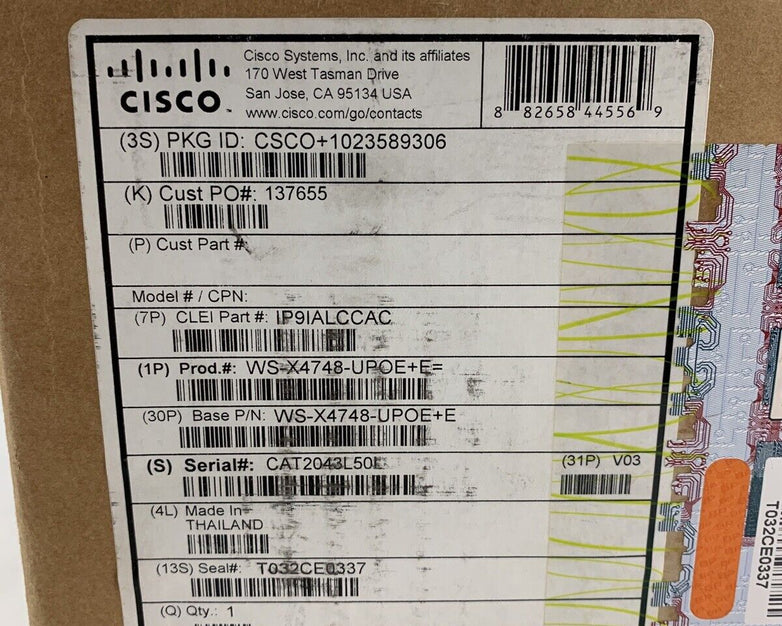 CISCO
Cisco Systems, Inc. and its affiliates
170 West Tasman Drive
San Jose, CA 95134 USA
www.cisco.com/go/contacts
8 82658 44556 9
(3S) PKG ID: CSCO+1023589306
(K) Cust PO#: 137655
(P) Cust Part #:
Model # / CPN:
(7P) CLEI Part #: IP9IALCCAC
(1P) Prod.#: WS-X4748-UPOE+E=
(30P) Base P/N: WS-X4748-UPOE+E
(S) Serial#:
(31P) V03
(4L) Made In
THAILAND
(13S) Seal#: T032CE0337
(Q) Qty.: 1
T032CE0337